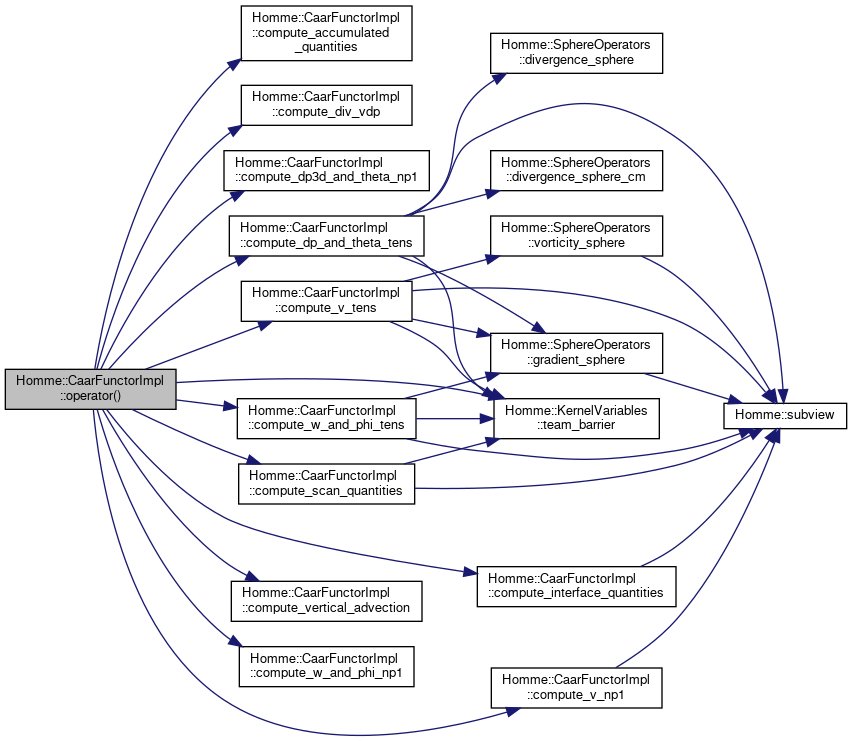 Homme::CaarFunctorImpl
::operator()
Homme::CaarFunctorImpl
::compute_accumulated
_quantities
Homme::CaarFunctorImpl
::compute_div_vdp
Homme::CaarFunctorImpl
::compute_dp3d_and_theta_np1
Homme::CaarFunctorImpl
::compute_dp_and_theta_tens
Homme::CaarFunctorImpl
::compute_v_tens
Homme::CaarFunctorImpl
::compute_w_and_phi_tens
Homme::CaarFunctorImpl
::compute_scan_quantities
Homme::CaarFunctorImpl
::compute_vertical_advection
Homme::CaarFunctorImpl
::compute_w_and_phi_np1
Homme::SphereOperators
::divergence_sphere
Homme::SphereOperators
::divergence_sphere_cm
Homme::SphereOperators
::vorticity_sphere
Homme::SphereOperators
::gradient_sphere
Homme::KernelVariables
::team_barrier
Homme::CaarFunctorImpl
::compute_interface_quantities
Homme::CaarFunctorImpl
::compute_v_np1
Homme::subview